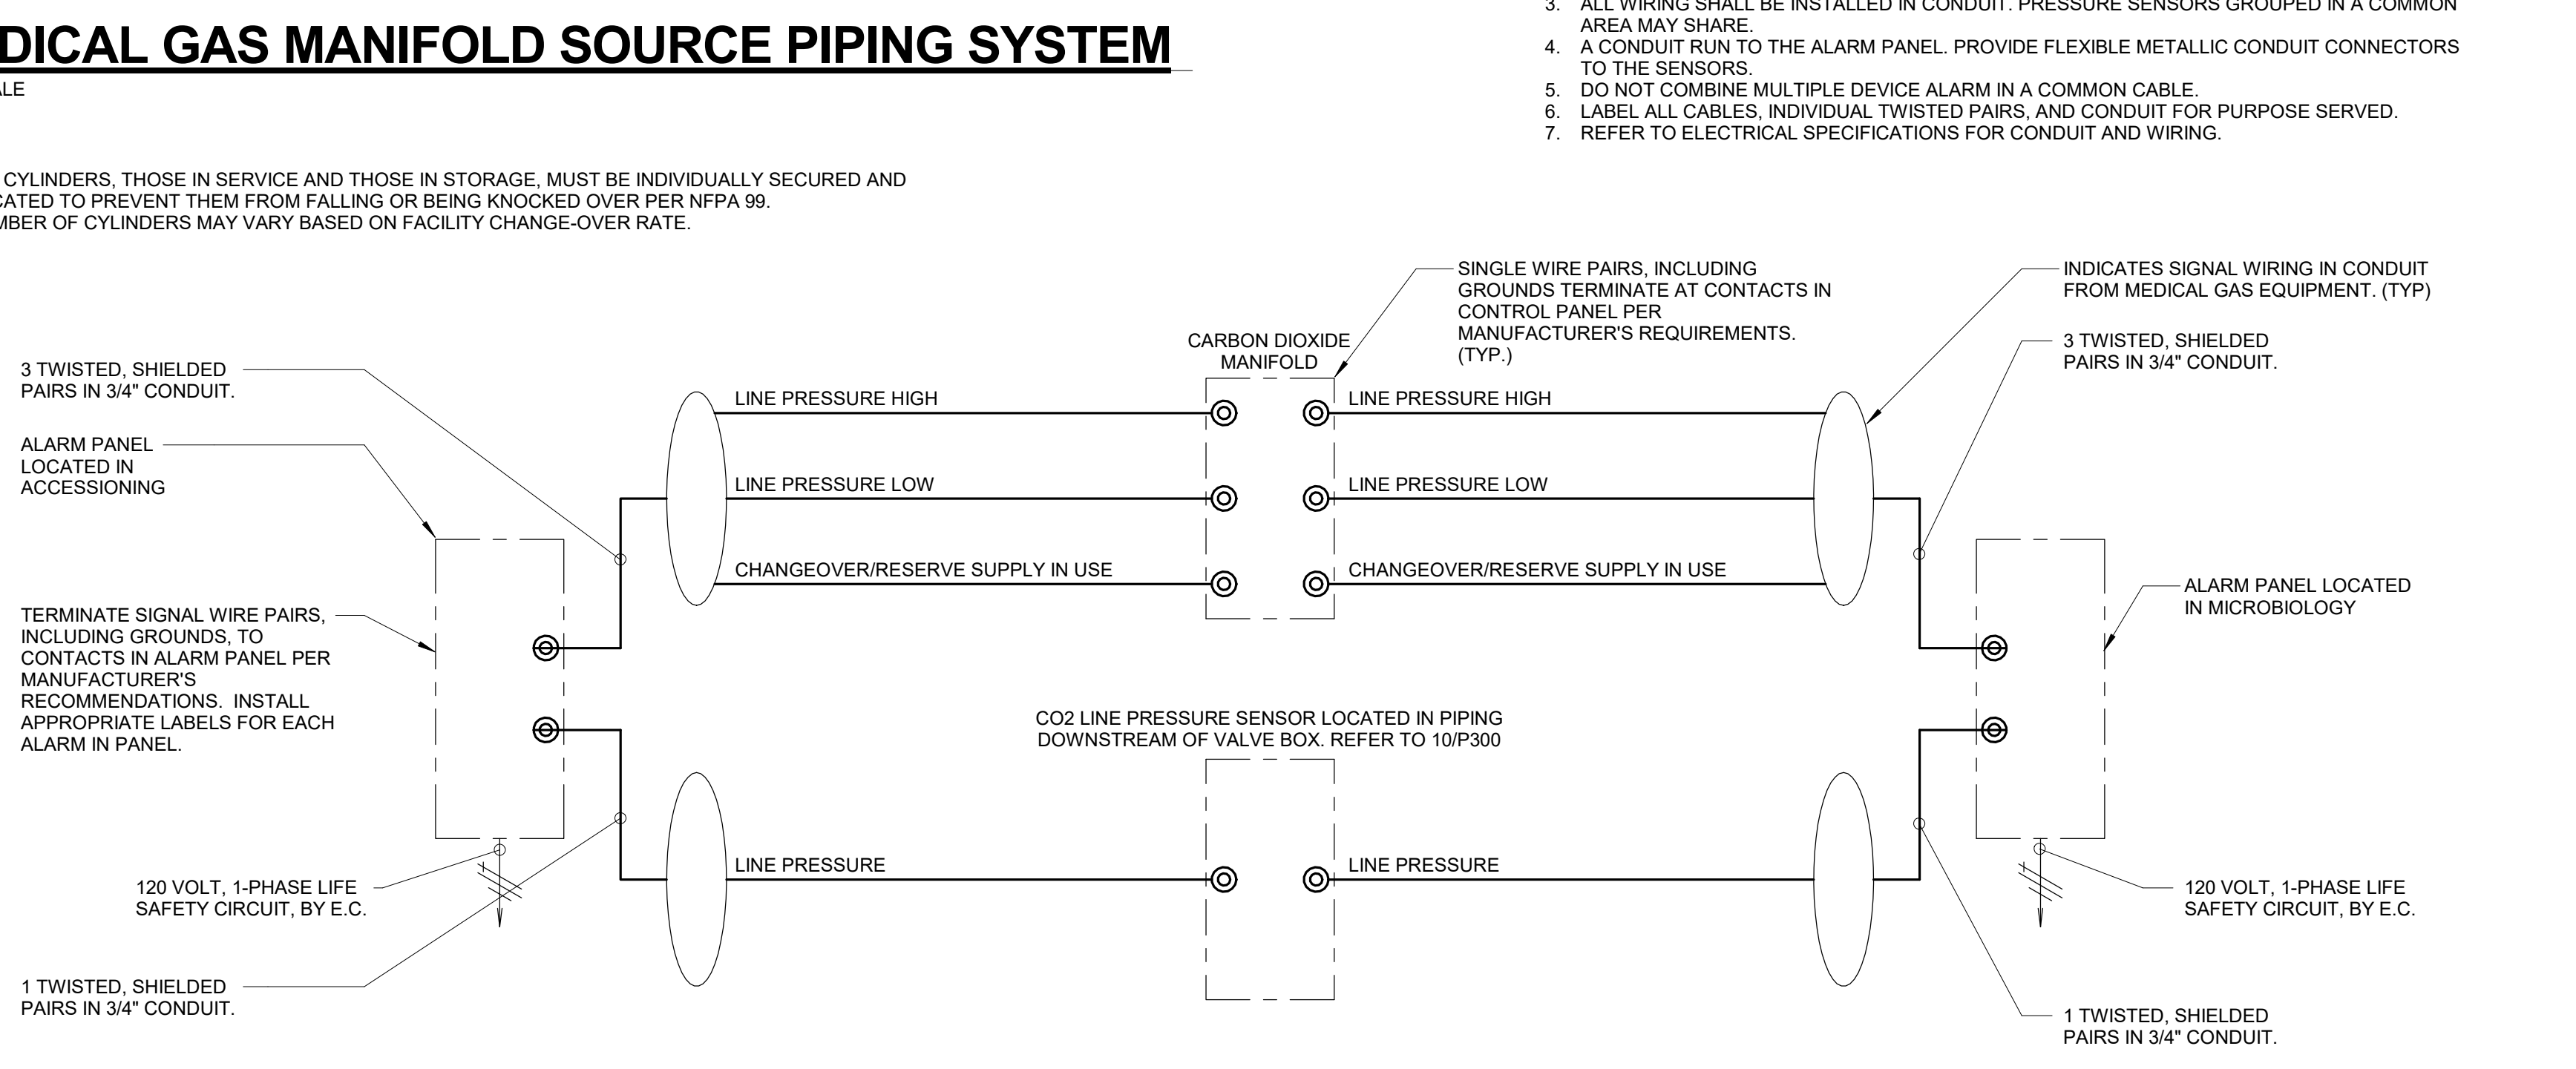 DICAL GAS MANIFOLD SOURCE PIPING SYSTEM
ALE
CYLINDERS, THOSE IN SERVICE AND THOSE IN STORAGE, MUST BE INDIVIDUALLY SECURED AND
CATED TO PREVENT THEM FROM FALLING OR BEING KNOCKED OVER PER NFPA 99.
MBER OF CYLINDERS MAY VARY BASED ON FACILITY CHANGE-OVER RATE.
3. ALL WIRING SHALL BE INSTALLED IN CONDUIT. PRESSURE SENSORS GROUPED IN A COMMON
AREA MAY SHARE.
4. A CONDUIT RUN TO THE ALARM PANEL. PROVIDE FLEXIBLE METALLIC CONDUIT CONNECTORS
TO THE SENSORS.
5. DO NOT COMBINE MULTIPLE DEVICE ALARM IN A COMMON CABLE.
6. LABEL ALL CABLES, INDIVIDUAL TWISTED PAIRS, AND CONDUIT FOR PURPOSE SERVED.
7. REFER TO ELECTRICAL SPECIFICATIONS FOR CONDUIT AND WIRING.
3 TWISTED, SHIELDED
PAIRS IN 3/4" CONDUIT.
ALARM PANEL
LOCATED IN
ACCESSIONING
TERMINATE SIGNAL WIRE PAIRS,
INCLUDING GROUNDS, TO
CONTACTS IN ALARM PANEL PER
MANUFACTURER'S
RECOMMENDATIONS. INSTALL
APPROPRIATE LABELS FOR EACH
ALARM IN PANEL.
120 VOLT, 1-PHASE LIFE
SAFETY CIRCUIT, BY E.C.
1 TWISTED, SHIELDED
PAIRS IN 3/4" CONDUIT.
LINE PRESSURE HIGH
LINE PRESSURE LOW
CHANGEOVER/RESERVE SUPPLY IN USE
CARBON DIOXIDE
MANIFOLD
SINGLE WIRE PAIRS, INCLUDING
GROUNDS TERMINATE AT CONTACTS IN
CONTROL PANEL PER
MANUFACTURER'S REQUIREMENTS.
(TYP.)
LINE PRESSURE HIGH
LINE PRESSURE LOW
CHANGEOVER/RESERVE SUPPLY IN USE
CO2 LINE PRESSURE SENSOR LOCATED IN PIPING
DOWNSTREAM OF VALVE BOX. REFER TO 10/P300
LINE PRESSURE
LINE PRESSURE
INDICATES SIGNAL WIRING IN CONDUIT
FROM MEDICAL GAS EQUIPMENT. (TYP)
3 TWISTED, SHIELDED
PAIRS IN 3/4" CONDUIT.
ALARM PANEL LOCATED
IN MICROBIOLOGY
120 VOLT, 1-PHASE LIFE
SAFETY CIRCUIT, BY E.C.
1 TWISTED, SHIELDED
PAIRS IN 3/4" CONDUIT.